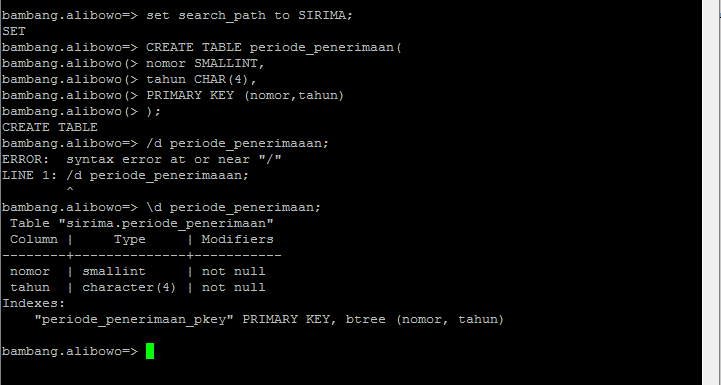 bambang.alibowo=> set search_path to SIRIMA;
SET
bambang.alibowo=> CREATE TABLE periode_penerimaan(
bambang.alibowo(> nomor SMALLINT,
bambang.alibowo(> tahun CHAR(4),
bambang.alibowo(> PRIMARY KEY (nomor,tahun)
bambang.alibowo(> );
CREATE TABLE
bambang.alibowo=> /d periode_penerimaaan;
ERROR:  syntax error at or near "/"
LINE 1: /d periode_penerimaaan;
        ^
bambang.alibowo=> \d periode_penerimaan;
 Table "sirima.periode_penerimaan"
 Column |     Type     | Modifiers
--------+--------------+-----------
 nomor  | smallint     | not null
 tahun  | character(4) | not null
Indexes:
    "periode_penerimaan_pkey" PRIMARY KEY, btree (nomor, tahun)
bambang.alibowo=>